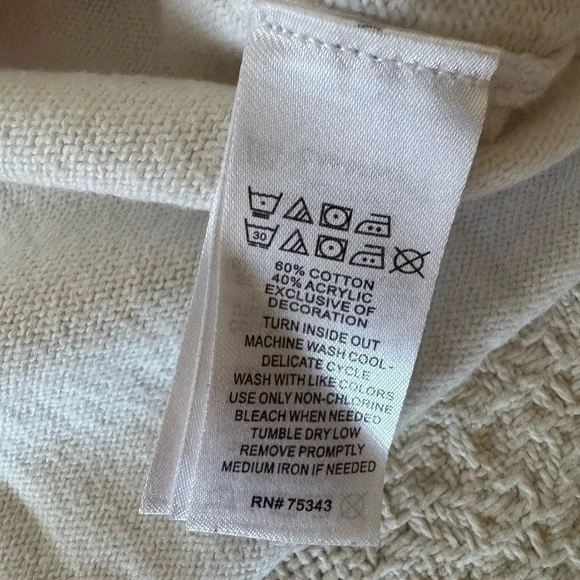 30
60% COTTON
40% ACRYLIC
EXCLUSIVE OF
DECORATION
TURN INSIDE OUT
MACHINE WASH COOL-
DELICATE CYCLE
WASH WITH LIKE COLORS
USE ONLY NON-CHLORINE
BLEACH WHEN NEEDED
TUMBLE DRY LOW
REMOVE PROMPTLY
MEDIUM IRON IF NEEDED
RN# 75343